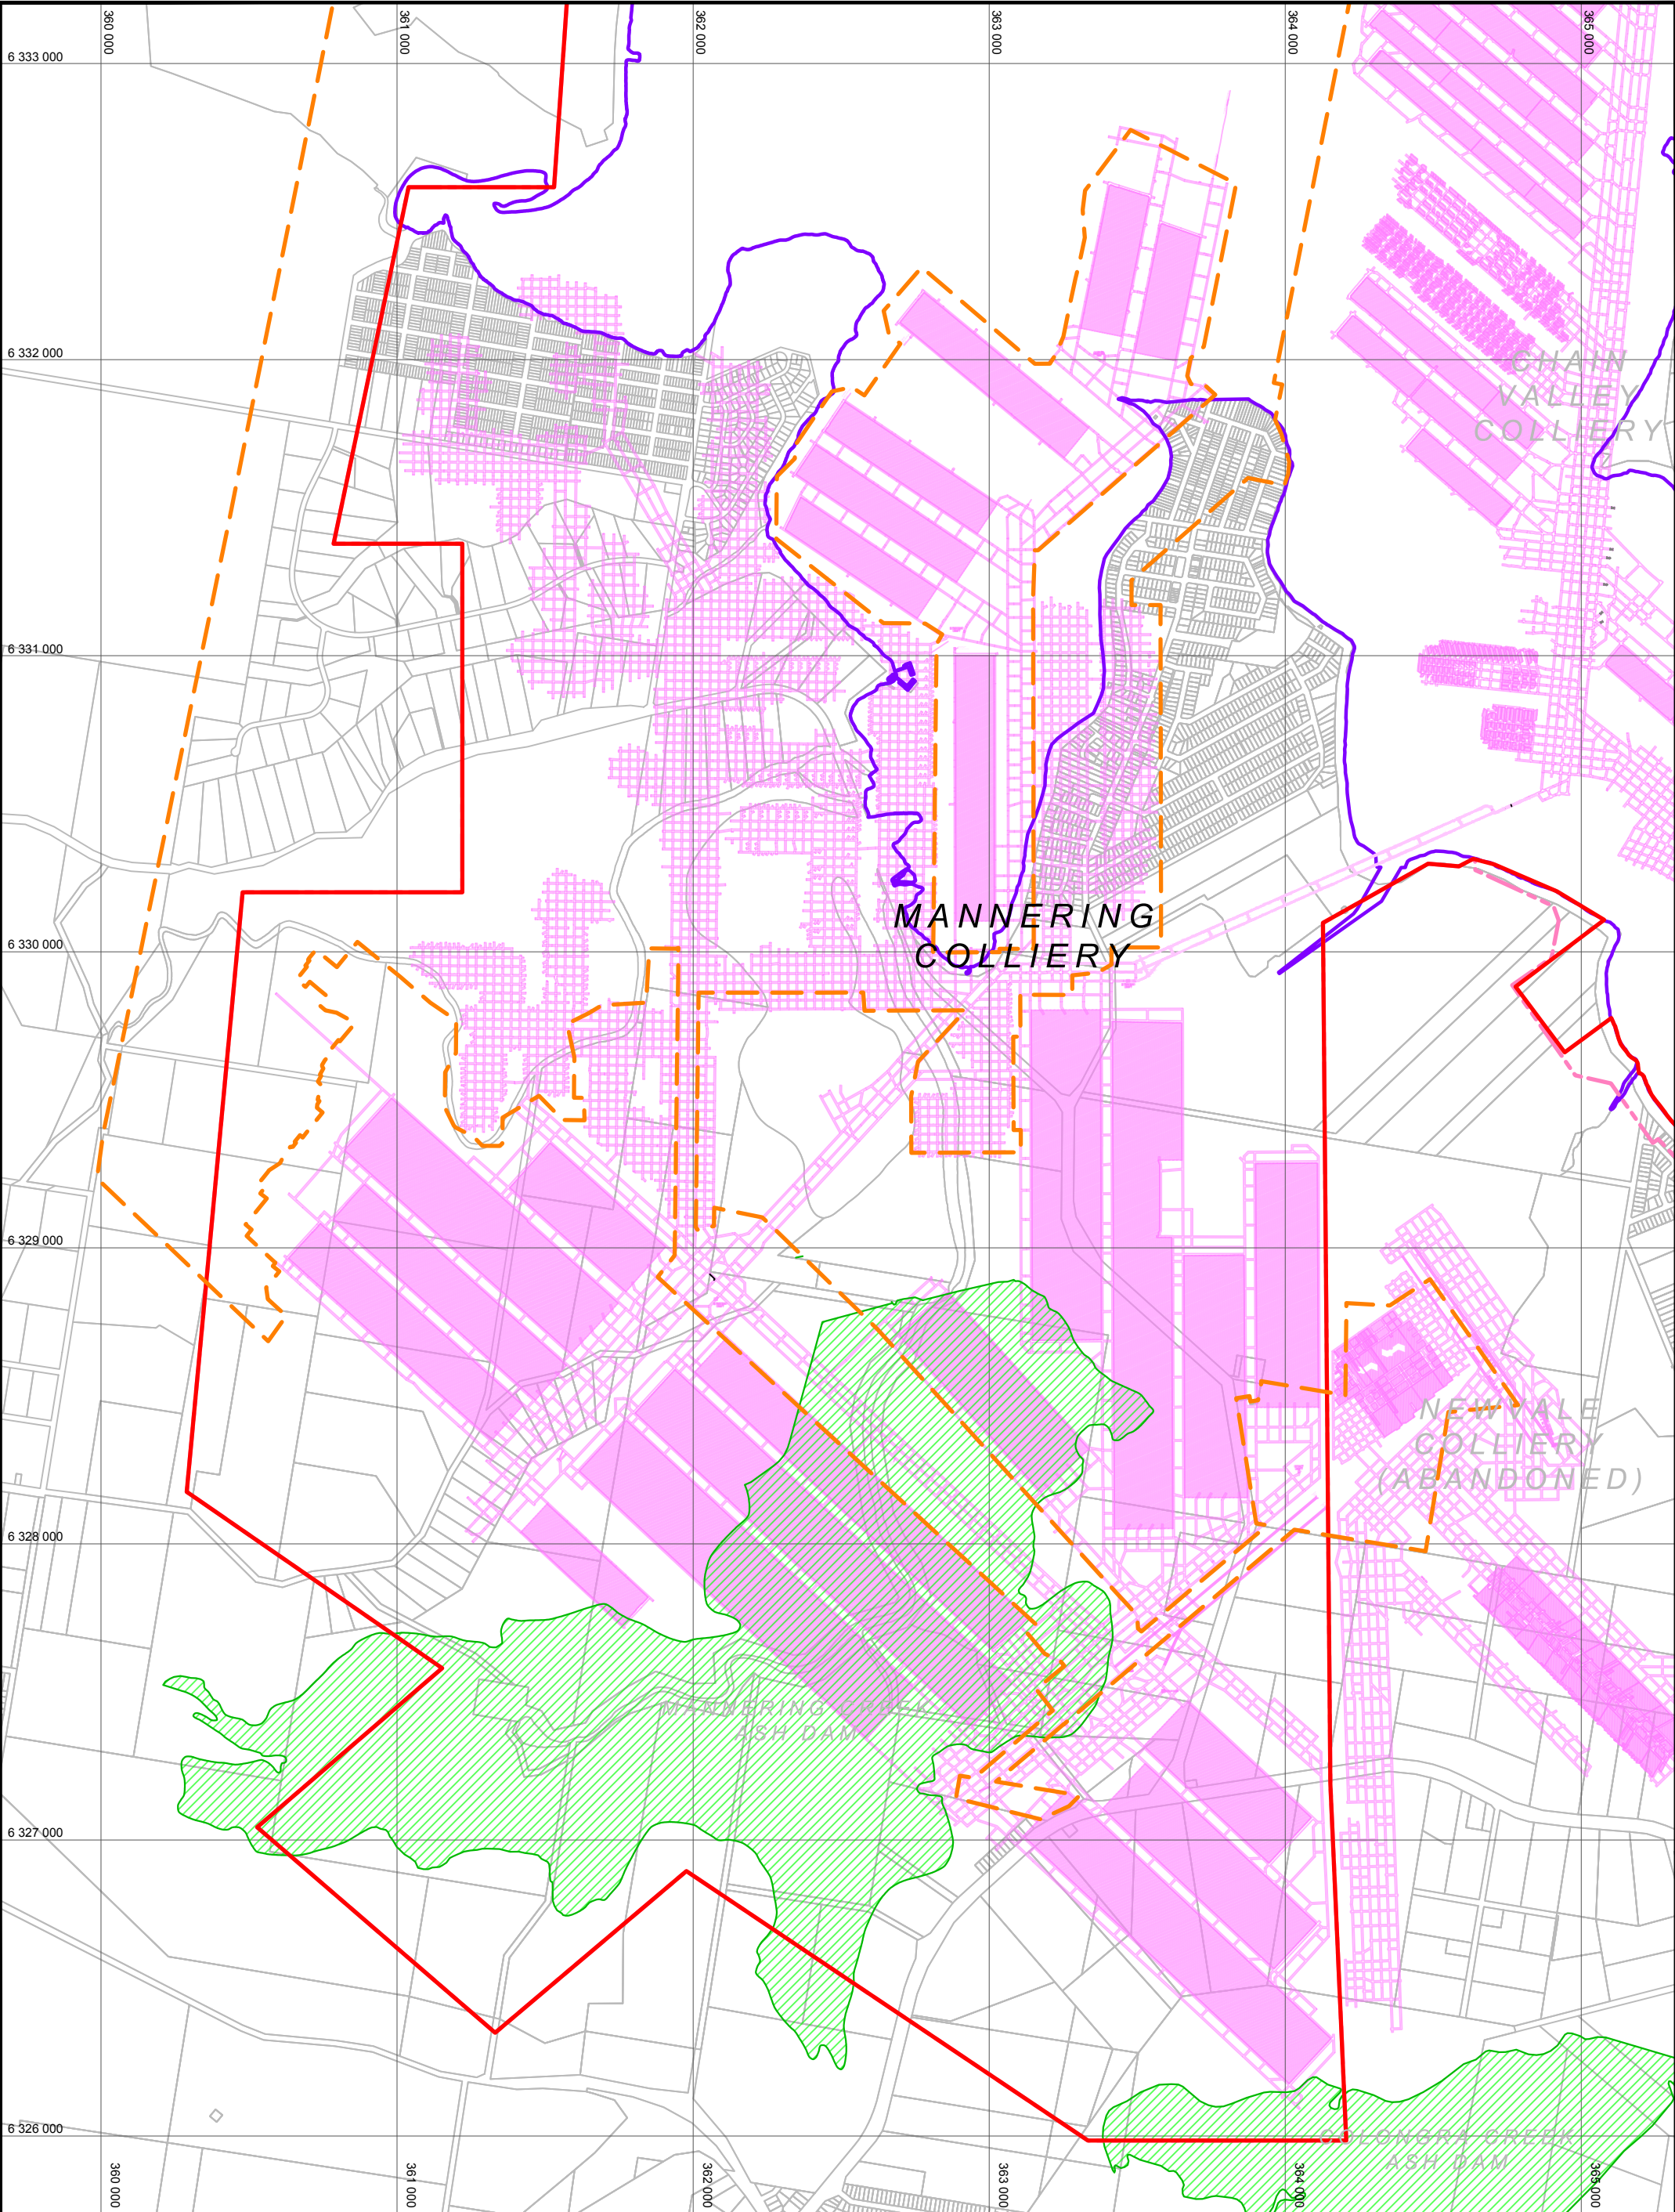 360 000
361 000
362 000
363 000
364 000
365 000
6 333 000
6 332 000
CHAIN
VALLEY
COLLIERY
6 331 000
MANNERING
COLLIERY
6 330 000
6 329 000
NEWVALE
COLLIERY
(ABANDONED)
6 328 000
MANNERING CREEK
ASH DAM
6 327 000
6 326 000
COLONGRA CREEK
ASH DAM
360 000
361 000
362 000
363 000
364 000
365 000